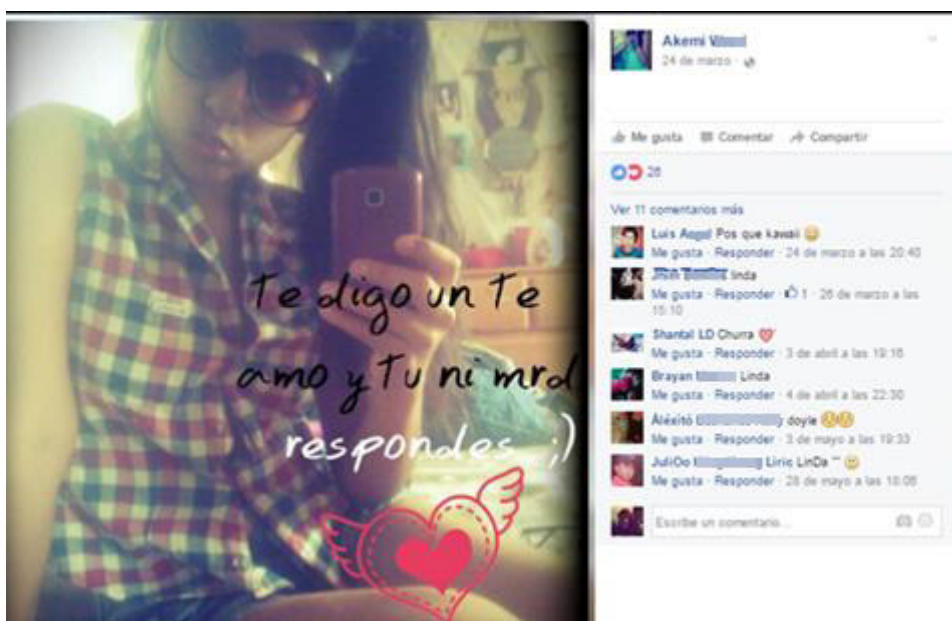 Te digo un Te
amo y Tu ni mrd
respondes ;)
Akemi
24 de marzo
Me gusta Comentar Compartir
26
Ver 11 comentarios más
Luis Angel Pos que kawaii
Me gusta · Responder · 24 de marzo a las 20:40
linda
Me gusta · Responder · 1 · 26 de marzo a las
15:10
Shantal LD Churra
Me gusta · Responder · 3 de abril a las 19:16
Brayan Linda
Me gusta · Responder · 4 de abril a las 22:30
Aléxitó doyle
Me gusta · Responder · 3 de mayo a las 19:33
JuliOo Liric LinDa
Me gusta · Responder · 28 de mayo a las 18:06
Escribe un comentario...